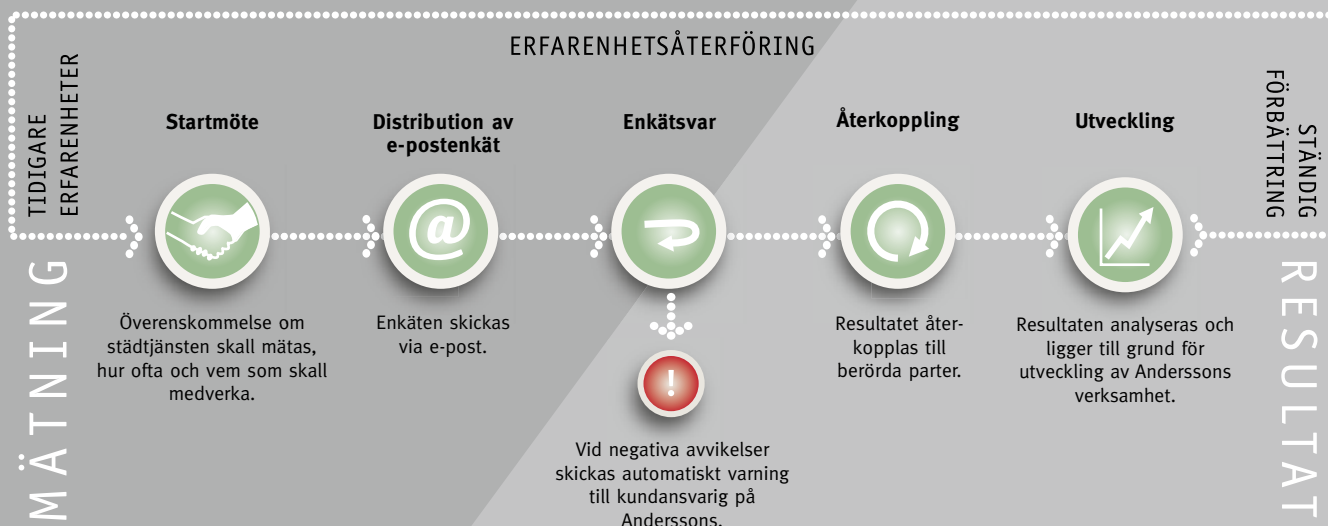 ERFARENHETSÅTERFÖRING
TIDIGARE
ERFARENHETER
MÄTNING
Startmöte
Överenskommelse om
städtjänsten skall mätas,
hur ofta och vem som skall
medverka.
Distribution av
e-postenkät
@
Enkäten skickas
via e-post.
Enkätsvar
!
Vid negativa avvikelser
skickas automatiskt varning
till kundansvarig på
Anderssons.
Återkoppling
Resultatet åter-
kopplas till
berörda parter.
Utveckling
Resultaten analyseras och
ligger till grund för
utveckling av Anderssons
verksamhet.
STÄNDIG
FÖRBÄTTRING
RESULTAT